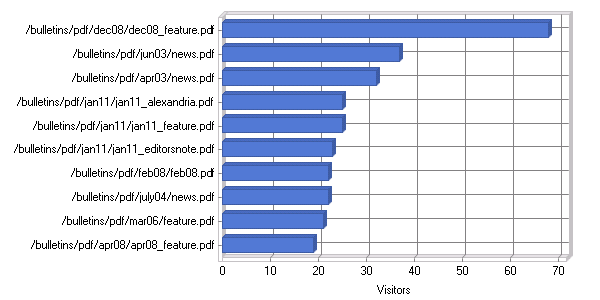 /bulletins/pdf/dec08/dec08_feature.pdf
/bulletins/pdf/jun03/news.pdf
/bulletins/pdf/apr03/news.pdf
/bulletins/pdf/jan11/jan11_alexandria.pdf
/bulletins/pdf/jan11/jan11_feature.pdf
/bulletins/pdf/jan11/jan11_editorsnote.pdf
/bulletins/pdf/feb08/feb08.pdf
/bulletins/pdf/july04/news.pdf
/bulletins/pdf/mar06/feature.pdf
/bulletins/pdf/apr08/apr08_feature.pdf
0 10 20 30 40 50 60 70
Visitors